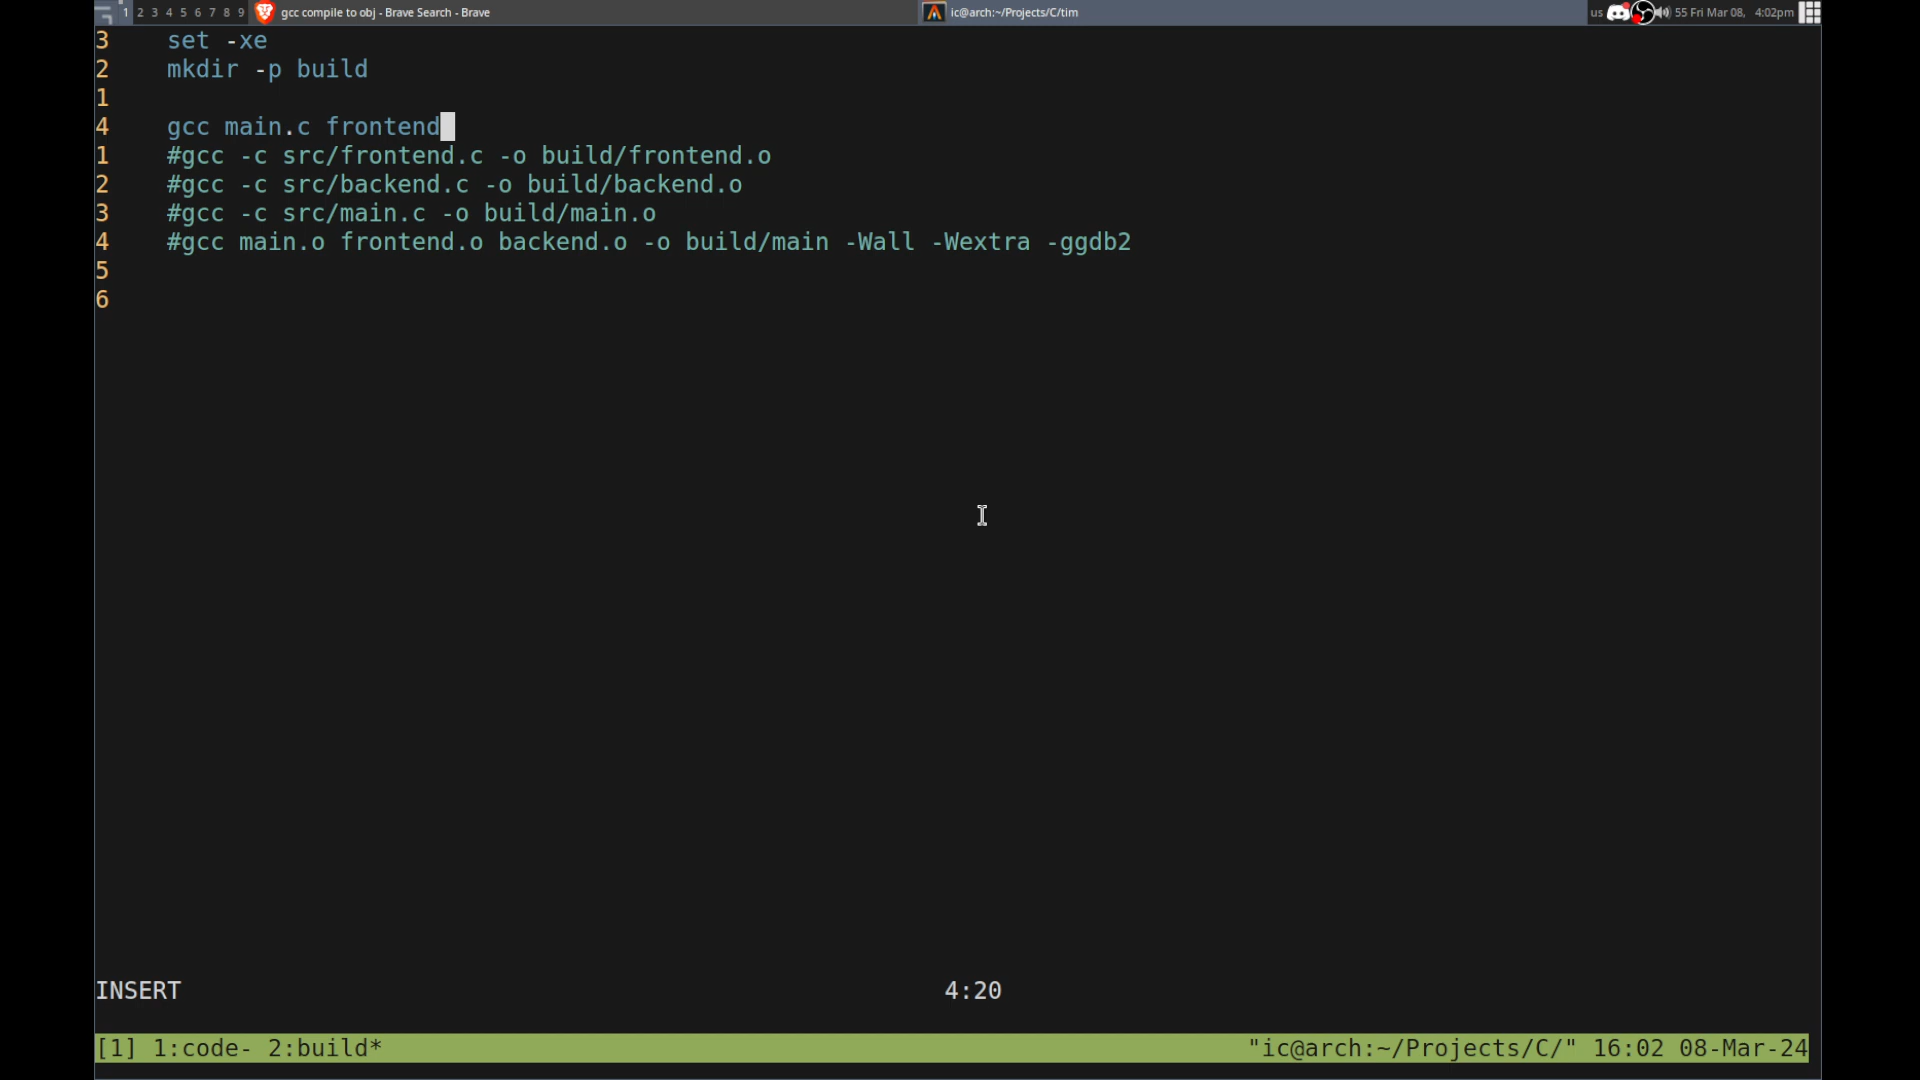 1 2 3 4 5 6 7 8 9 gcc compile to obj - Brave Search - Brave ic@arch:~/Projects/C/tim us 55 Fri Mar 08, 4:02pm
3 set -xe
2 mkdir -p build
1
4 gcc main.c frontend
1 #gcc -c src/frontend.c -o build/frontend.o
2 #gcc -c src/backend.c -o build/backend.o
3 #gcc -c src/main.c -o build/main.o
4 #gcc main.o frontend.o backend.o -o build/main -Wall -Wextra -ggdb2
5
6
INSERT 4:20
[1] 1:code- 2:build* "ic@arch:~/Projects/C/" 16:02 08-Mar-24